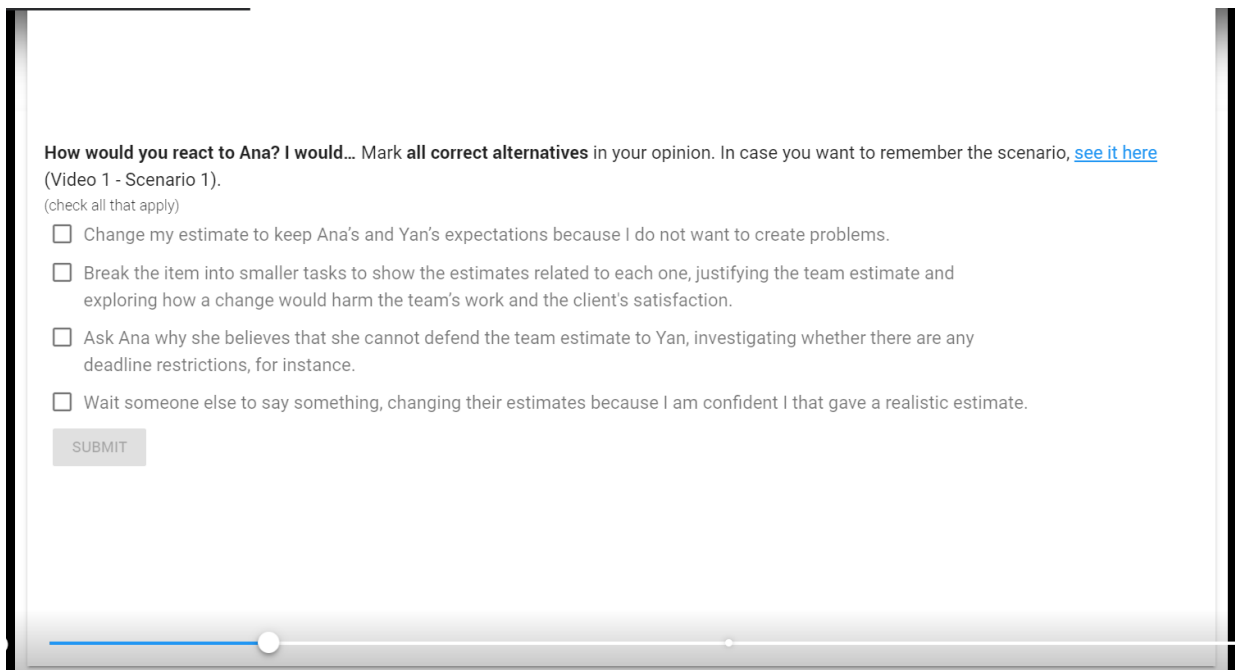 How would you react to Ana? I would… Mark all correct alternatives in your opinion. In case you want to remember the scenario, see it here
(Video 1 - Scenario 1).
(check all that apply)
Change my estimate to keep Ana’s and Yan’s expectations because I do not want to create problems.
Break the item into smaller tasks to show the estimates related to each one, justifying the team estimate and
exploring how a change would harm the team’s work and the client's satisfaction.
Ask Ana why she believes that she cannot defend the team estimate to Yan, investigating whether there are any
deadline restrictions, for instance.
Wait someone else to say something, changing their estimates because I am confident I that gave a realistic estimate.
SUBMIT